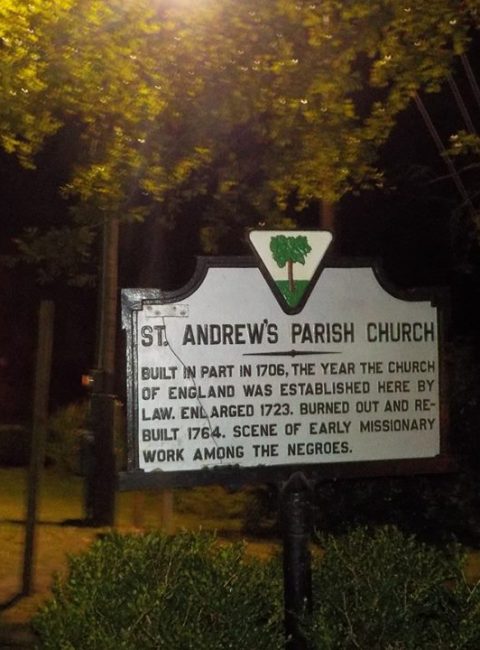 ST. ANDREW'S PARISH CHURCH
BUILT IN PART IN 1706, THE YEAR THE CHURCH
OF ENGLAND WAS ESTABLISHED HERE BY
LAW. ENLARGED 1723. BURNED OUT AND RE-
BUILT 1764. SCENE OF EARLY MISSIONARY
WORK AMONG THE NEGROES.